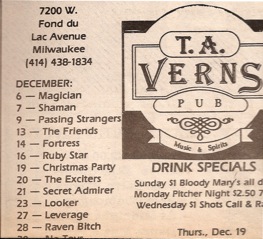 7200 W.
Fond du
Lac Avenue
Milwaukee
(414) 438-1834
DECEMBER:
6 — Magician
7 — Shaman
9 — Passing Strangers
13 — The Friends
14 — Fortress
16 — Ruby Star
19 — Christmas Party
20 — The Exciters
21 — Secret Admirer
23 — Looker
27 — Leverage
28 — Raven Bitch
T.A.
VERNS
PUB
Music & Spirits
DRINK SPECIALS
Sunday $1 Bloody Mary's all d
Monday Pitcher Night $2.50 7
Wednesday $1 Shots Call & Ra
Thurs., Dec. 19